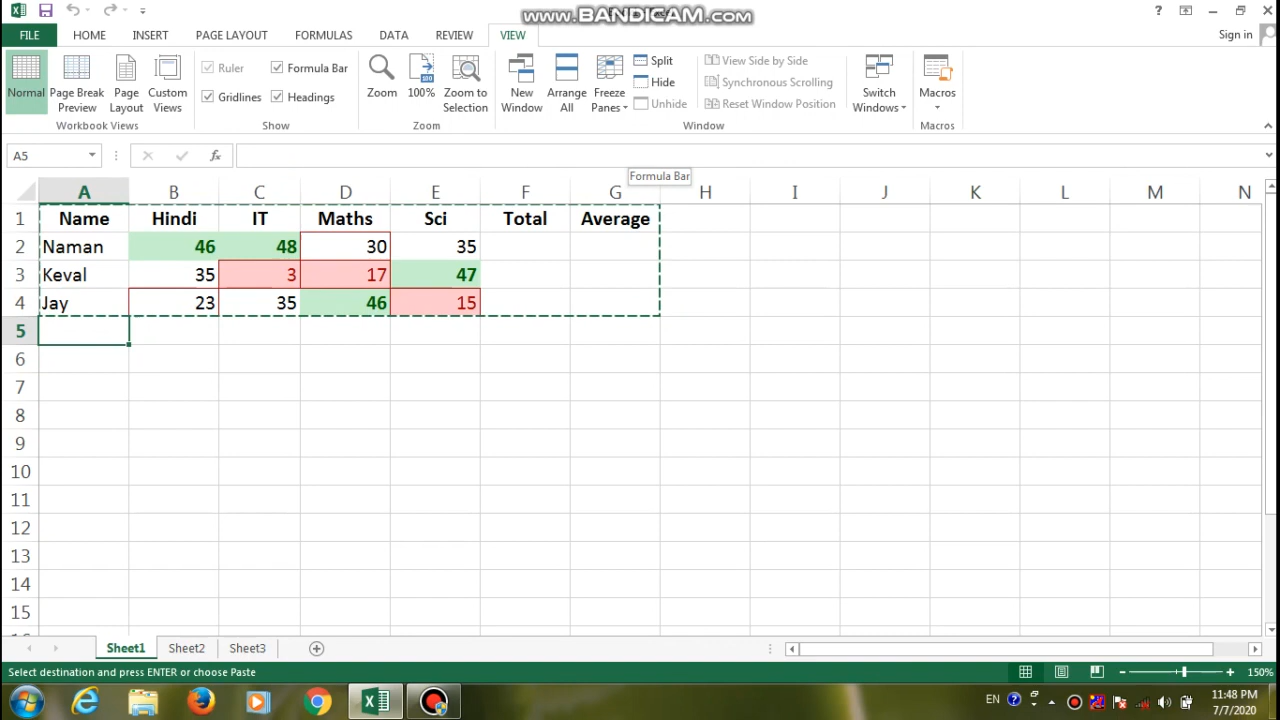 www.BANDICAM.com
?
FILE HOME INSERT PAGE LAYOUT FORMULAS DATA REVIEW VIEW Sign in
Normal
Page Break Preview
Page Layout
Custom Views
Workbook Views
Ruler
Formula Bar
Gridlines
Headings
Show
Zoom
100
100%
Zoom to Selection
Zoom
New Window
Arrange All
Freeze Panes
Split
Hide
Unhide
View Side by Side
Synchronous Scrolling
Reset Window Position
Window
Switch Windows
Macros
Macros
A5 fx
Formula Bar
A B C D E F G H I J K L M N
1 Name Hindi IT Maths Sci Total Average
2 Naman 46 48 30 35
3 Keval 35 3 17 47
4 Jay 23 35 46 15
5
6
7
8
9
10
11
12
13
14
15
Sheet1 Sheet2 Sheet3
Select destination and press ENTER or choose Paste 150%
EN 11:48 PM
7/7/2020